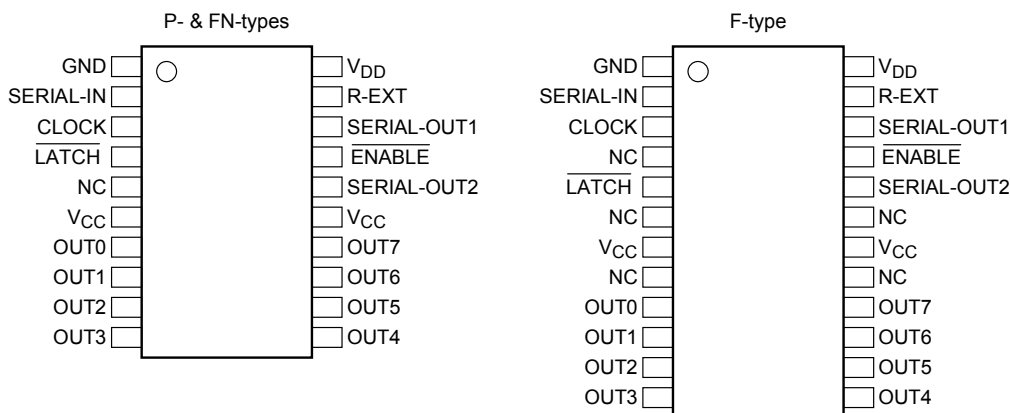 P- & FN-types
GND
SERIAL-IN
CLOCK
LATCH
NC
VCC
OUT0
OUT1
OUT2
OUT3
VDD
R-EXT
SERIAL-OUT1
ENABLE
SERIAL-OUT2
VCC
OUT7
OUT6
OUT5
OUT4
F-type
GND
SERIAL-IN
CLOCK
NC
LATCH
NC
VCC
NC
OUT0
OUT1
OUT2
OUT3
VDD
R-EXT
SERIAL-OUT1
ENABLE
SERIAL-OUT2
NC
VCC
NC
OUT7
OUT6
OUT5
OUT4